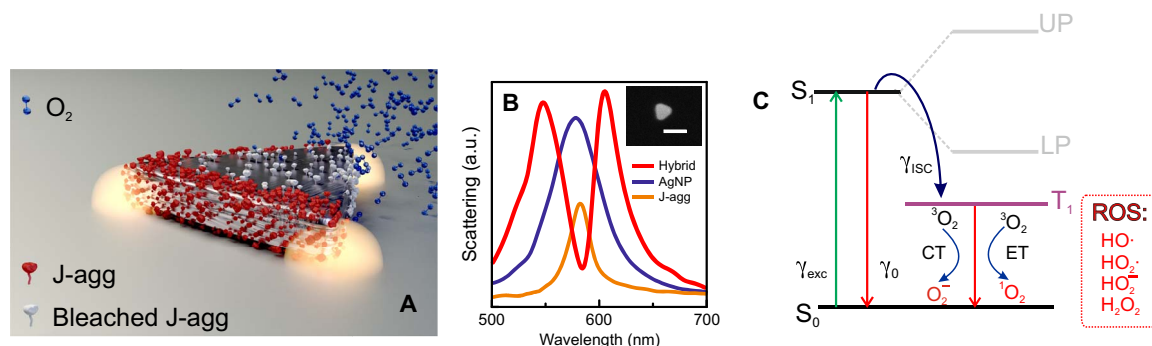 O₂
J-agg
Bleached J-agg
A
B
Hybrid
AgNP
J-agg
Scattering (a.u.)
500
600
700
Wavelength (nm)
C
UP
S₁
LP
γISC
T₁
³O₂
³O₂
CT
ET
γexc
γ₀
O₂⁻
¹O₂
S₀
ROS:
HO·
HO₂·
HO₂⁻
H₂O₂